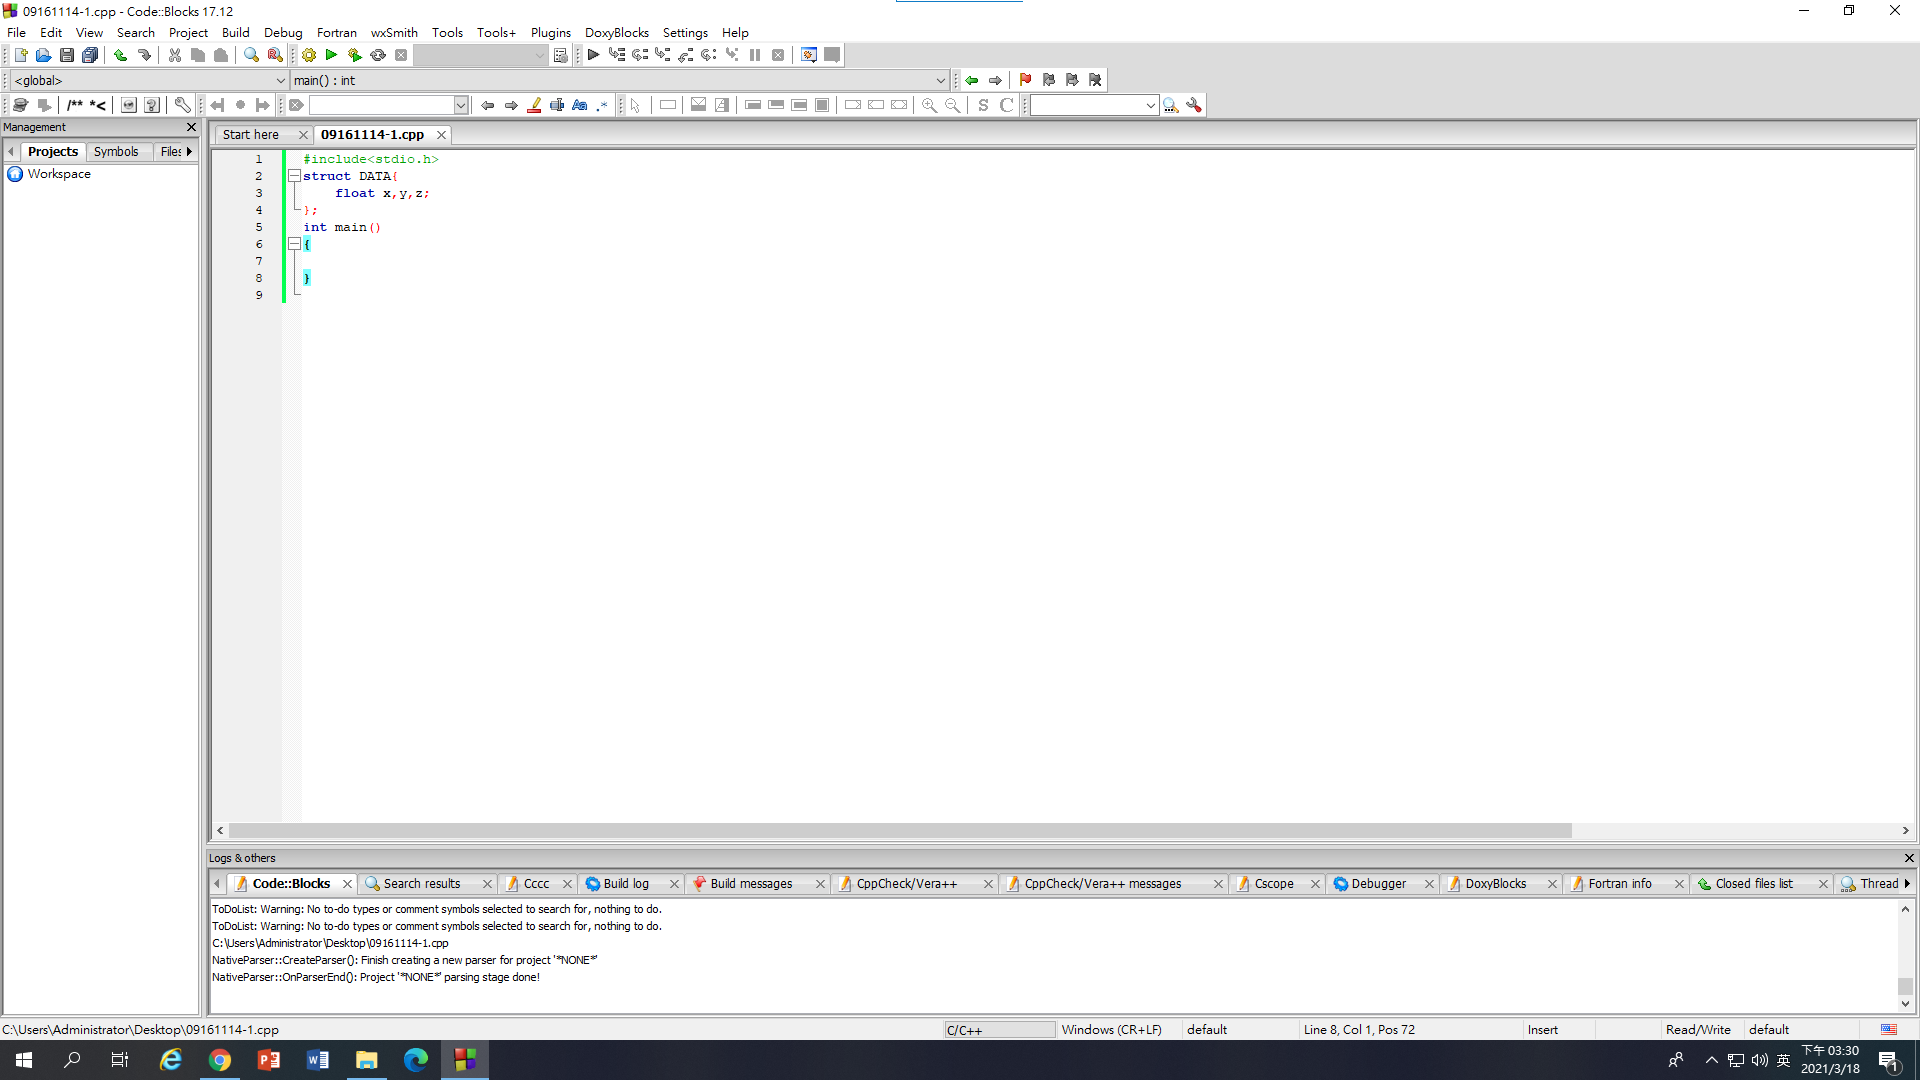 09161114-1.cpp - Code::Blocks 17.12
File Edit View Search Project Build Debug Fortran wxSmith Tools Tools+ Plugins DoxyBlocks Settings Help
<global> main() : int
/** *<
Management
Projects Symbols Files
Workspace
Start here 09161114-1.cpp
1 #include<stdio.h>
2 struct DATA{
3 float x,y,z;
4 };
5 int main()
6 {
7
8 }
9
Logs & others
Code::Blocks Search results Cccc Build log Build messages CppCheck/Vera++ CppCheck/Vera++ messages Cscope Debugger DoxyBlocks Fortran info Closed files list Thread
ToDoList: Warning: No to-do types or comment symbols selected to search for, nothing to do.
ToDoList: Warning: No to-do types or comment symbols selected to search for, nothing to do.
C:\Users\Administrator\Desktop\09161114-1.cpp
NativeParser::CreateParser(): Finish creating a new parser for project '*NONE*'
NativeParser::OnParserEnd(): Project '*NONE*' parsing stage done!
C:\Users\Administrator\Desktop\09161114-1.cpp C/C++ Windows (CR+LF) default Line 8, Col 1, Pos 72 Insert Read/Write default
英 下午 03:30
2021/3/18 1